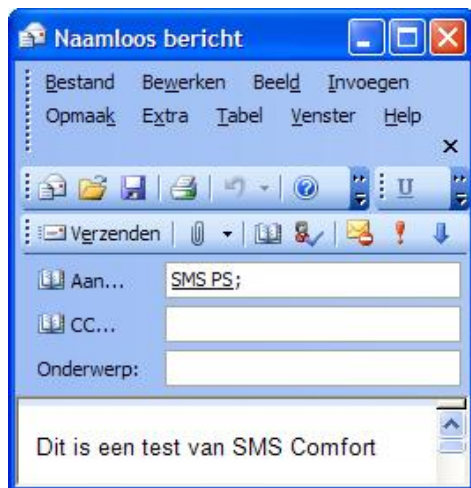 Naamloos bericht
Bestand Bewerken Beeld Invoegen
Opmaak Extra Tabel Venster Help
U
Verzenden
Aan... SMS PS;
CC...
Onderwerp:
Dit is een test van SMS Comfort